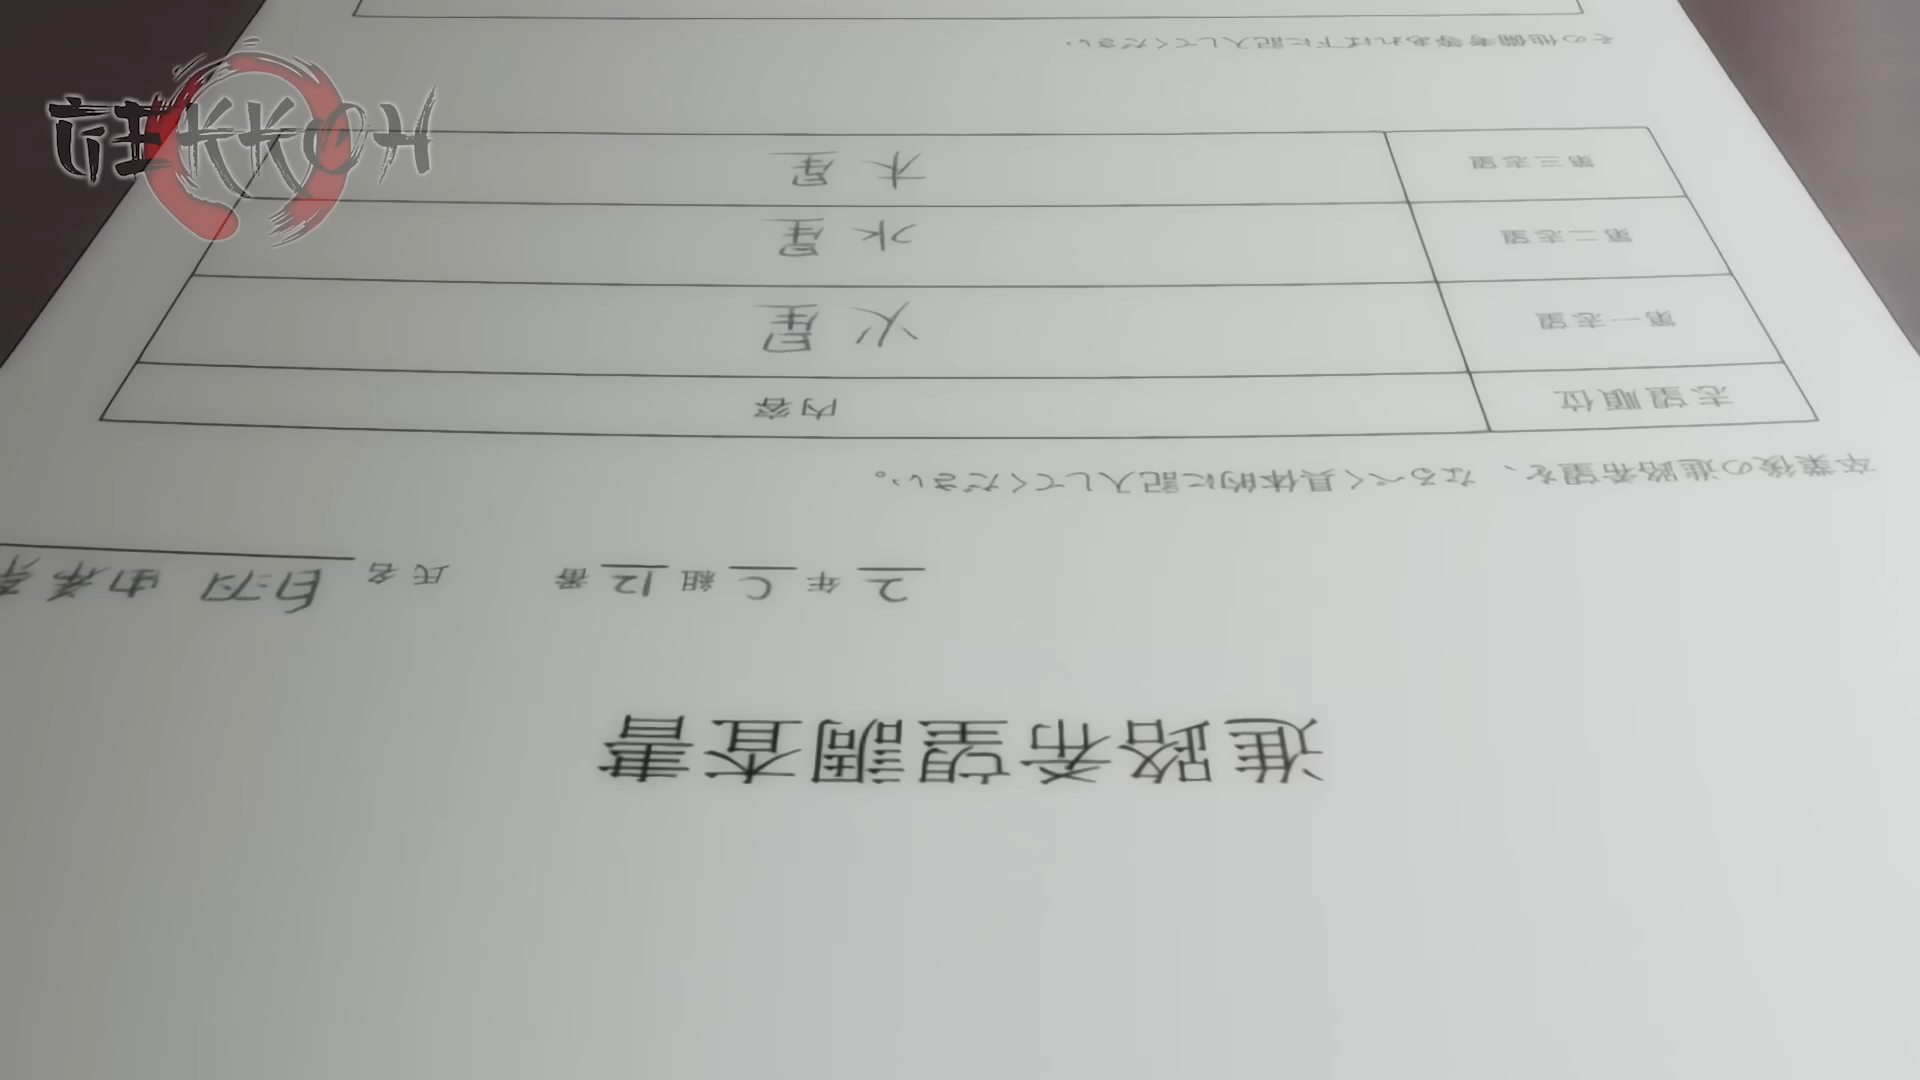 TEKKOH
進路希望調査書
2年C組12番 氏名
卒業後の進路希望を、なるべく具体的に記入してください。
志望順位 内容
第一志望 火星
第二志望 水星
第三志望 木星
その他備考等あれば下に記入してください